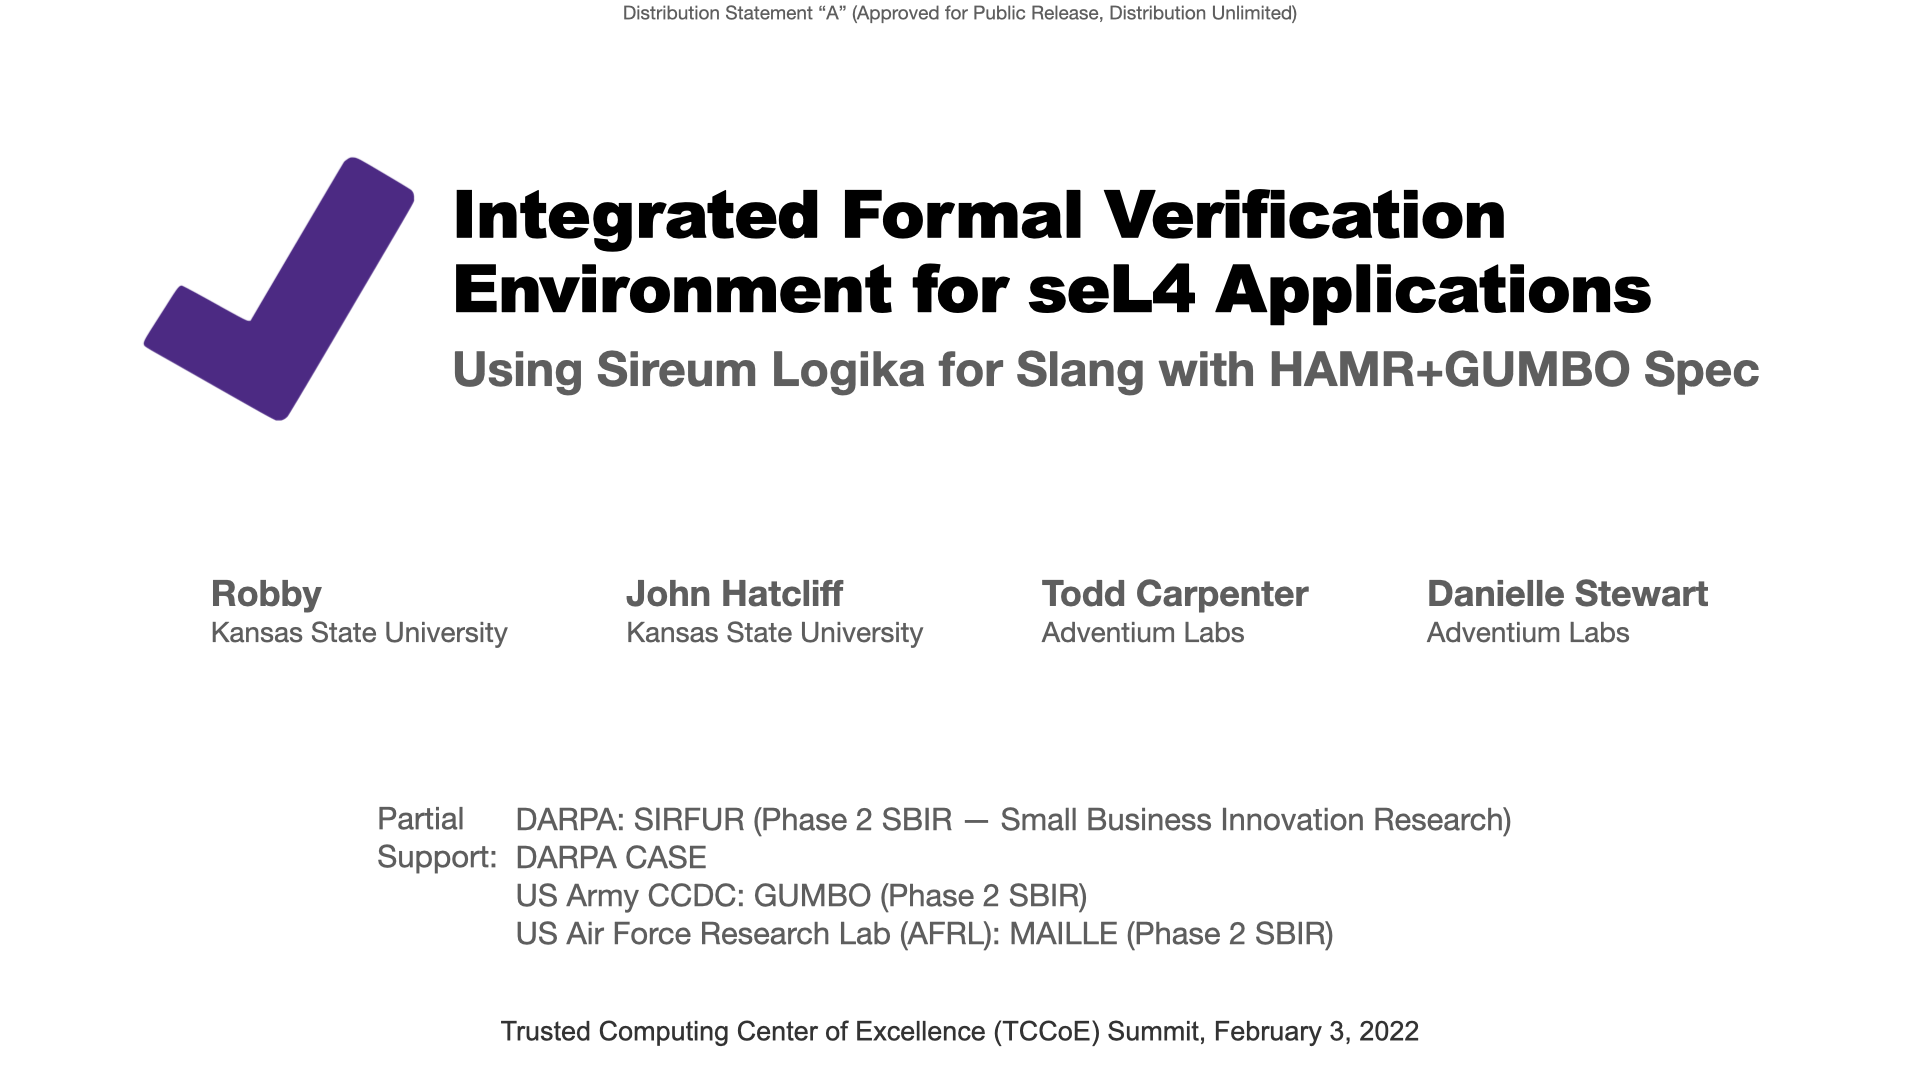 Distribution Statement “A” (Approved for Public Release, Distribution Unlimited)
Integrated Formal Verification
Environment for seL4 Applications
Using Sireum Logika for Slang with HAMR+GUMBO Spec
Robby
Kansas State University
John Hatcliff
Kansas State University
Todd Carpenter
Adventium Labs
Danielle Stewart
Adventium Labs
Partial
Support:
DARPA: SIRFUR (Phase 2 SBIR — Small Business Innovation Research)
DARPA CASE
US Army CCDC: GUMBO (Phase 2 SBIR)
US Air Force Research Lab (AFRL): MAILLE (Phase 2 SBIR)
Trusted Computing Center of Excellence (TCCoE) Summit, February 3, 2022